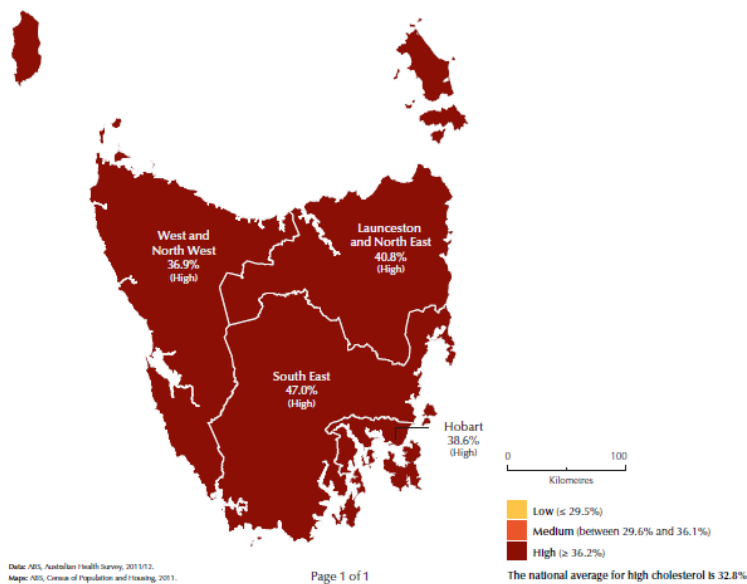 West and
North West
36.9%
(High)
Launceston
and North East
40.8%
(High)
South East
47.0%
(High)
Hobart
38.6%
(High)
0 100
Kilometres
Low (≤ 29.5%)
Medium (between 29.6% and 36.1%)
High (≥ 36.2%)
Data: ABS, Australian Health Survey, 2011/12.
Maps: ABS, Census of Population and Housing, 2011.
Page 1 of 1
The national average for high cholesterol is 32.8%